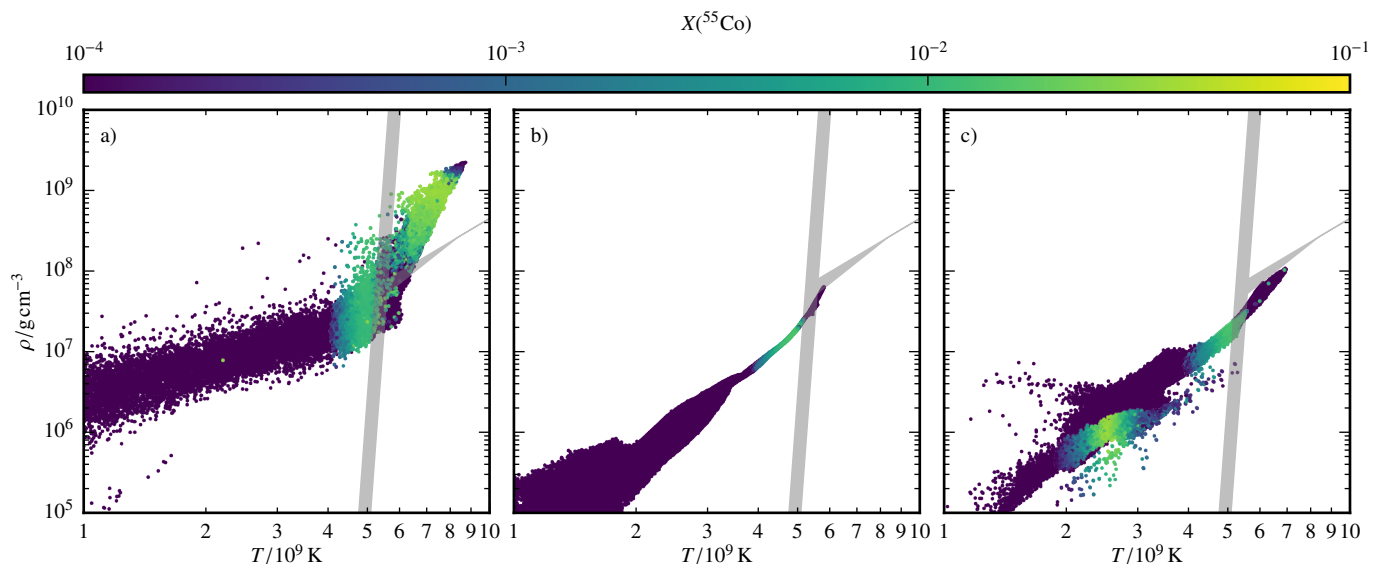 X(⁵⁵Co)
10⁻⁴ 10⁻³ 10⁻² 10⁻¹
a) b) c)
10¹⁰
10⁹
10⁸
10⁷
10⁶
10⁵
ρ/g cm⁻³
1 2 3 4 5 6 7 8 9 10 1 2 3 4 5 6 7 8 9 10 1 2 3 4 5 6 7 8 9 10
T/10⁹ K T/10⁹ K T/10⁹ K